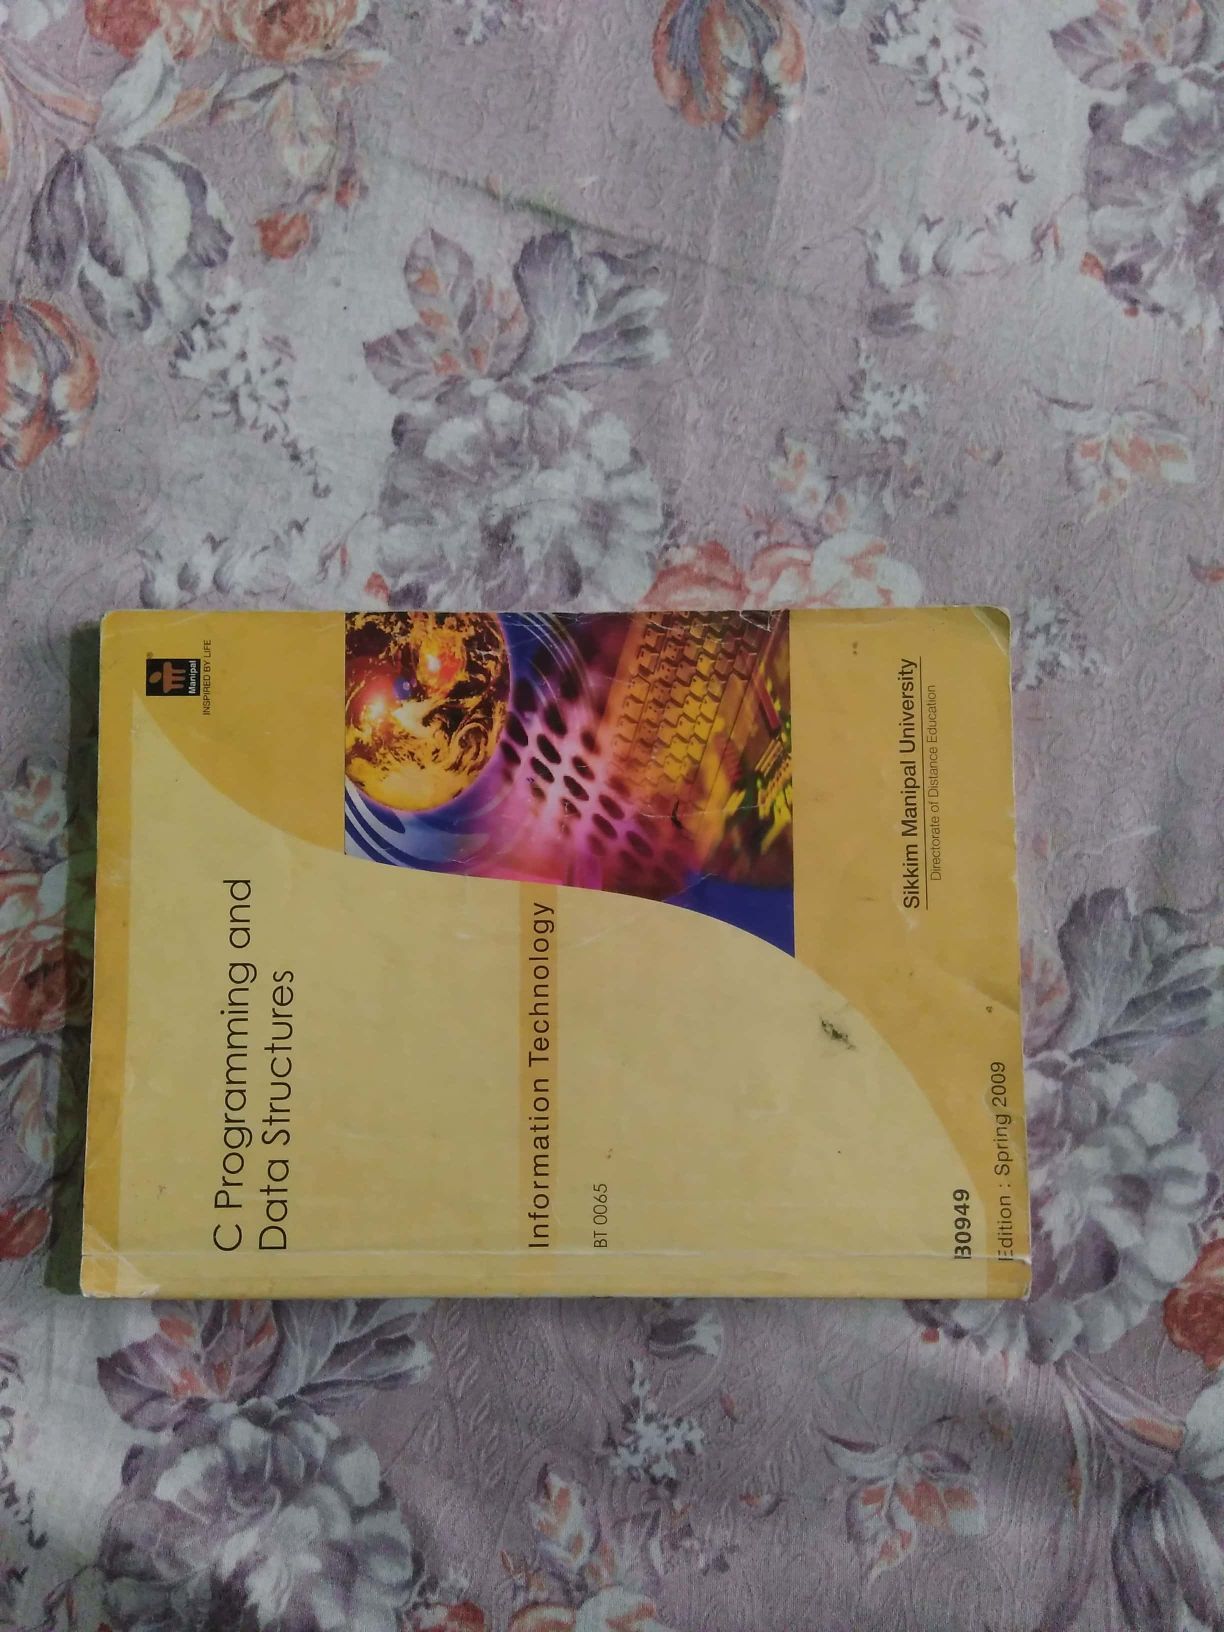 Manipal
INSPIRED BY LIFE
C Programming and
Data Structures
Information Technology
BT 0065
Sikkim Manipal University
Directorate of Distance Education
B0949
Edition : Spring 2009